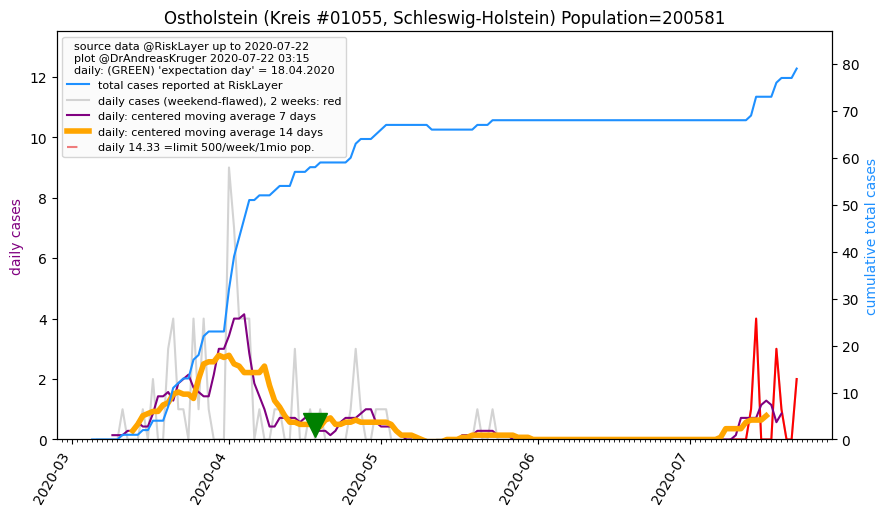 Ostholstein (Kreis #01055, Schleswig-Holstein) Population=200581
source data @RiskLayer up to 2020-07-22
plot @DrAndreasKruger 2020-07-22 03:15
daily: (GREEN) 'expectation day' = 18.04.2020
total cases reported at RiskLayer
daily cases (weekend-flawed), 2 weeks: red
daily: centered moving average 7 days
daily: centered moving average 14 days
daily 14.33 =limit 500/week/1mio pop.
daily cases
12
10
8
6
4
2
0
cumulative total cases
80
70
60
50
40
30
20
10
0
2020-03
2020-04
2020-05
2020-06
2020-07